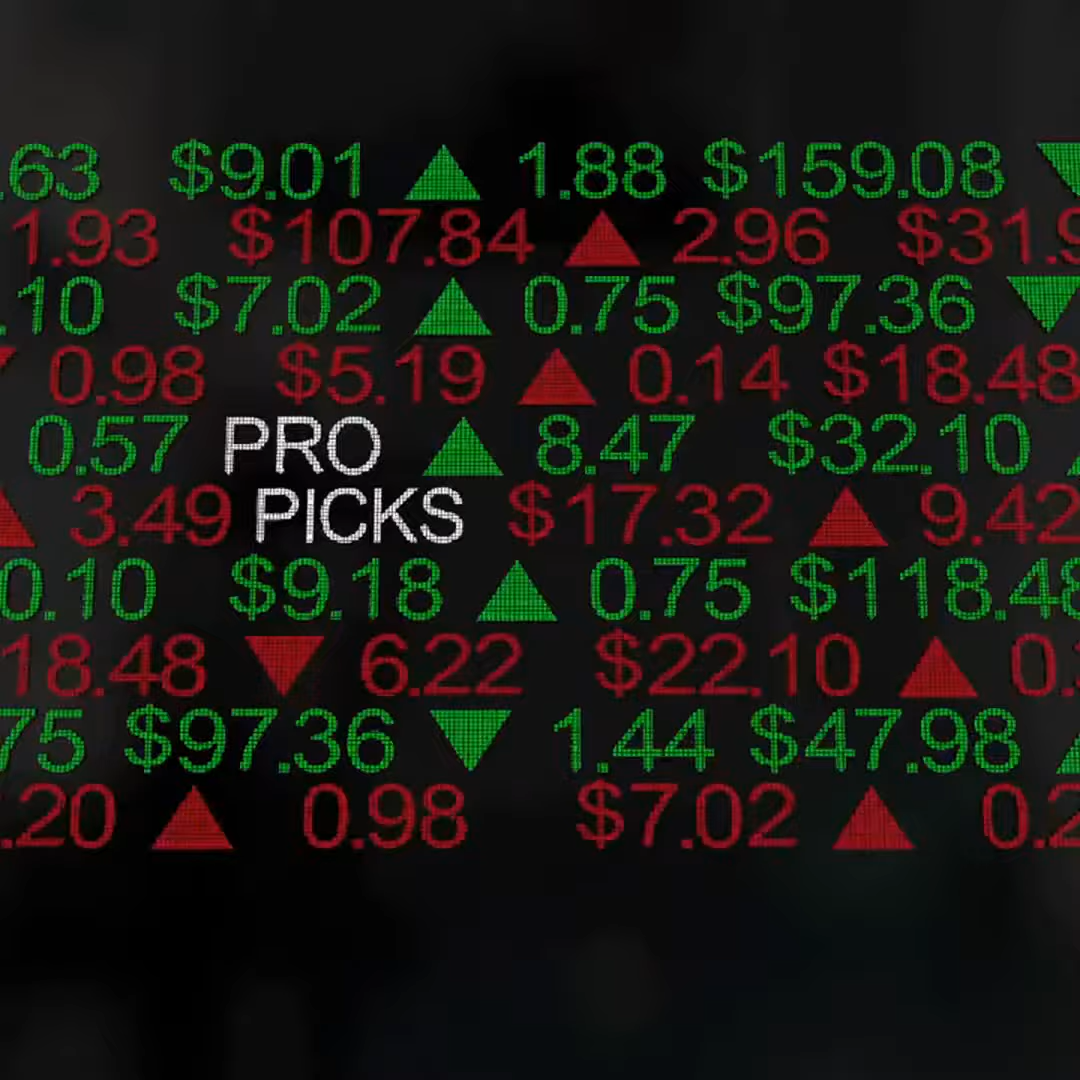 .63 $9.01 ▲ 1.88 $159.08 ▼
1.93 $107.84 ▲ 2.96 $31.9
.10 $7.02 ▲ 0.75 $97.36 ▼
0.98 $5.19 ▲ 0.14 $18.48
0.57 PRO ▲ 8.47 $32.10
3.49 PICKS $17.32 ▲ 9.42
0.10 $9.18 ▲ 0.75 $118.48
18.48 ▼ 6.22 $22.10 ▲ 0.
75 $97.36 ▼ 1.44 $47.98
.20 ▲ 0.98 $7.02 ▲ 0.2